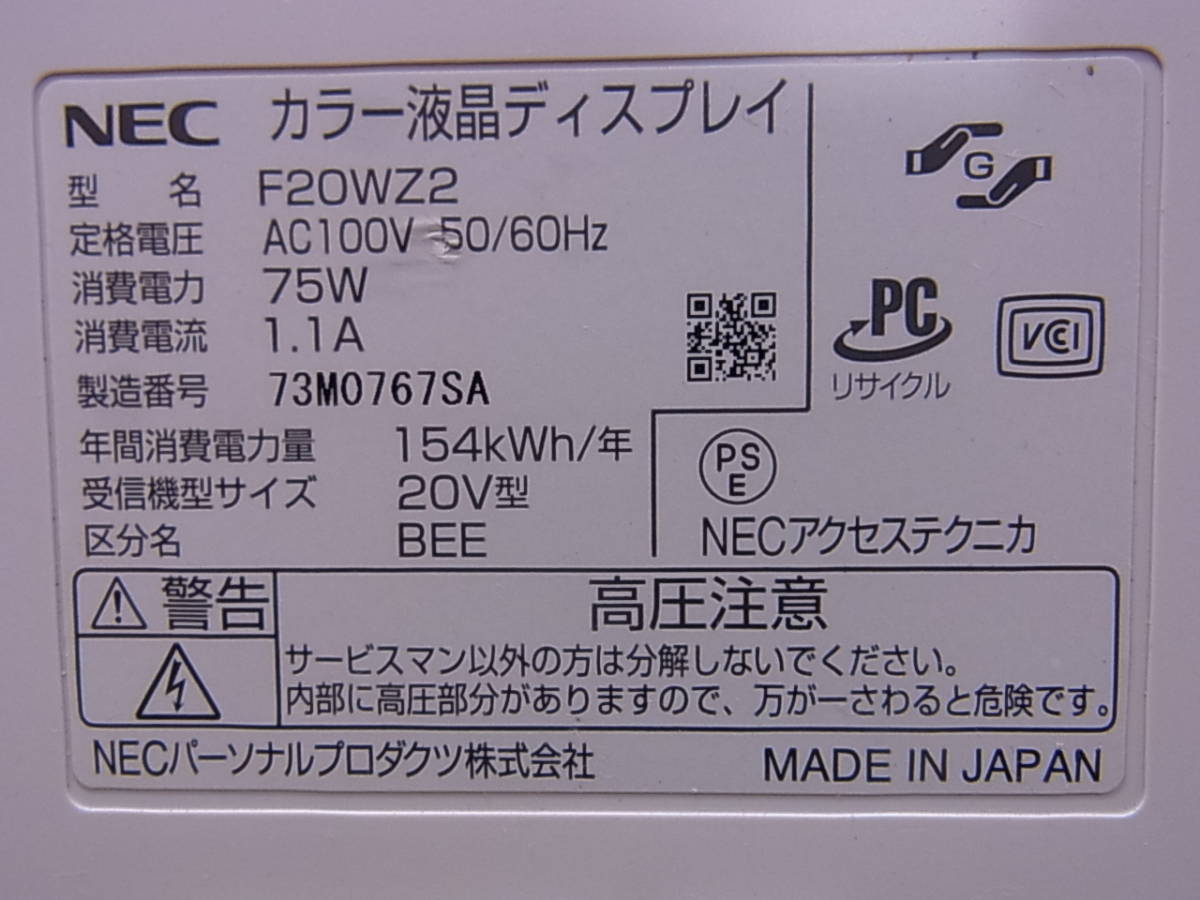 NEC カラー液晶ディスプレイ
型 名 F20WZ2
定格電圧 AC100V 50/60Hz
消費電力 75W
消費電流 1.1A
製造番号 73M0767SA
年間消費電力量 154kWh/年
受信機型サイズ 20V型
区分名 BEE
G
PC
リサイクル
VCCI
PS
E
NECアクセステクニカ
警告
高圧注意
サービスマン以外の方は分解しないでください。
内部に高圧部分がありますので、万が一さわると危険です。
NECパーソナルプロダクツ株式会社 MADE IN JAPAN